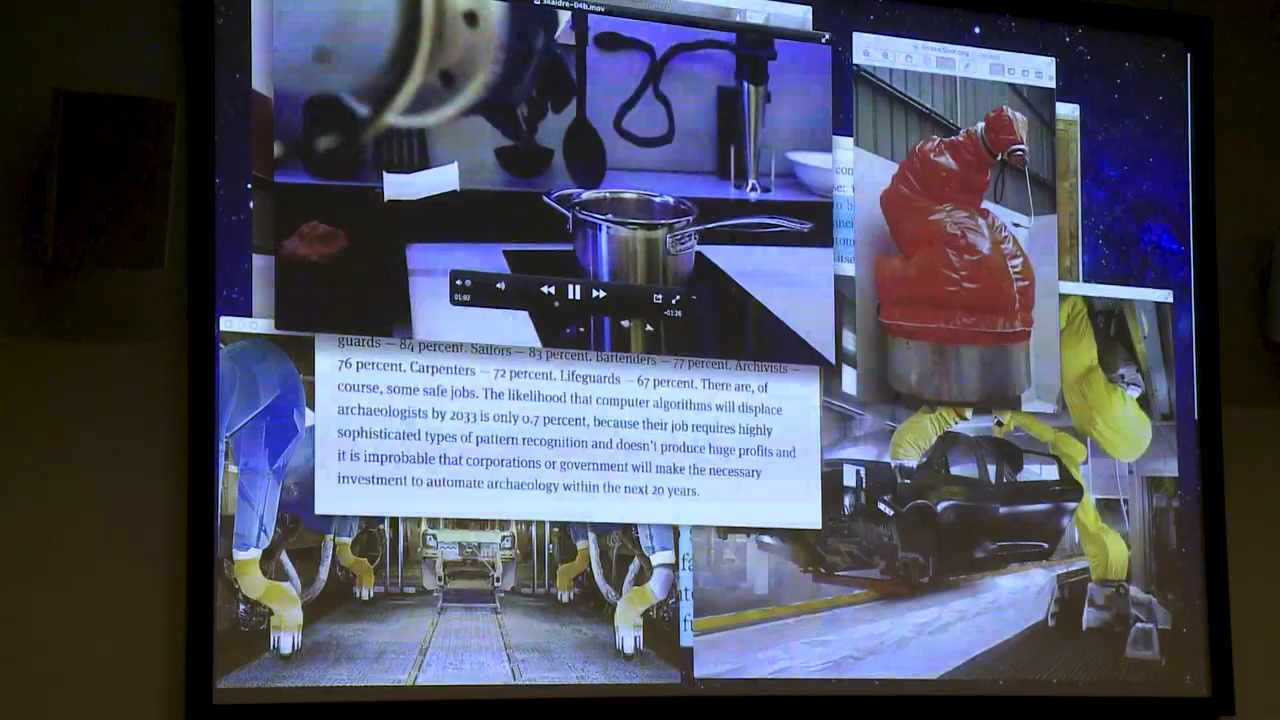 Skaidre-04b.mov
Screen Shot.png
01:02
-01:26
guards — 84 percent. Sailors — 83 percent. Bartenders — 77 percent. Archivists —
76 percent. Carpenters — 72 percent. Lifeguards — 67 percent. There are, of
course, some safe jobs. The likelihood that computer algorithms will displace
archaeologists by 2033 is only 0.7 percent, because their job requires highly
sophisticated types of pattern recognition and doesn't produce huge profits and
it is improbable that corporations or government will make the necessary
investment to automate archaeology within the next 20 years.